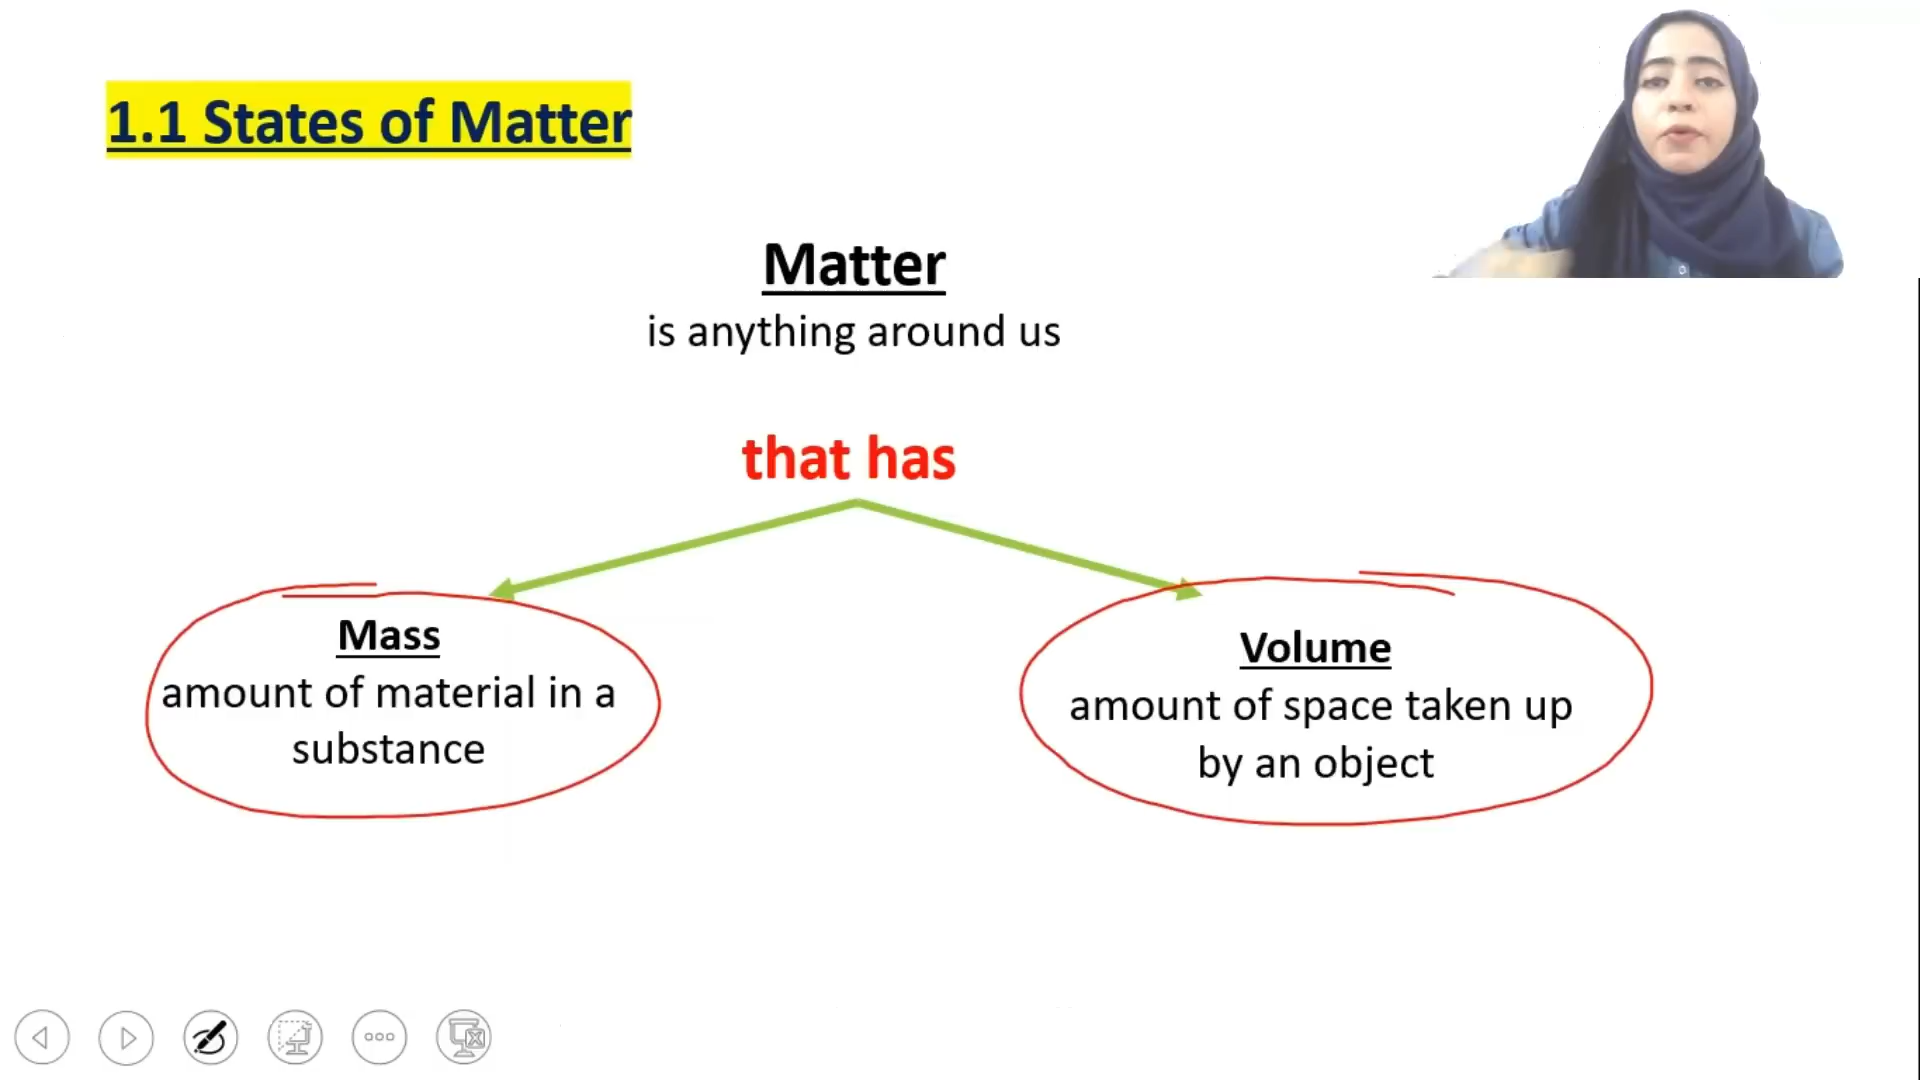 1.1 States of Matter
Matter
is anything around us
that has
Mass
amount of material in a
substance
Volume
amount of space taken up
by an object